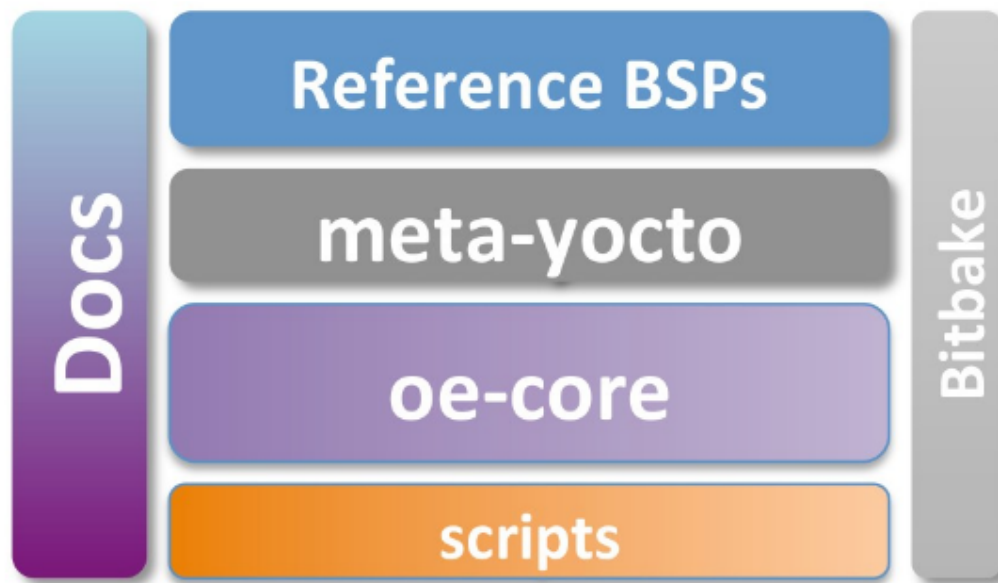 Docs
Reference BSPs
meta-yocto
oe-core
scripts
Bitbake